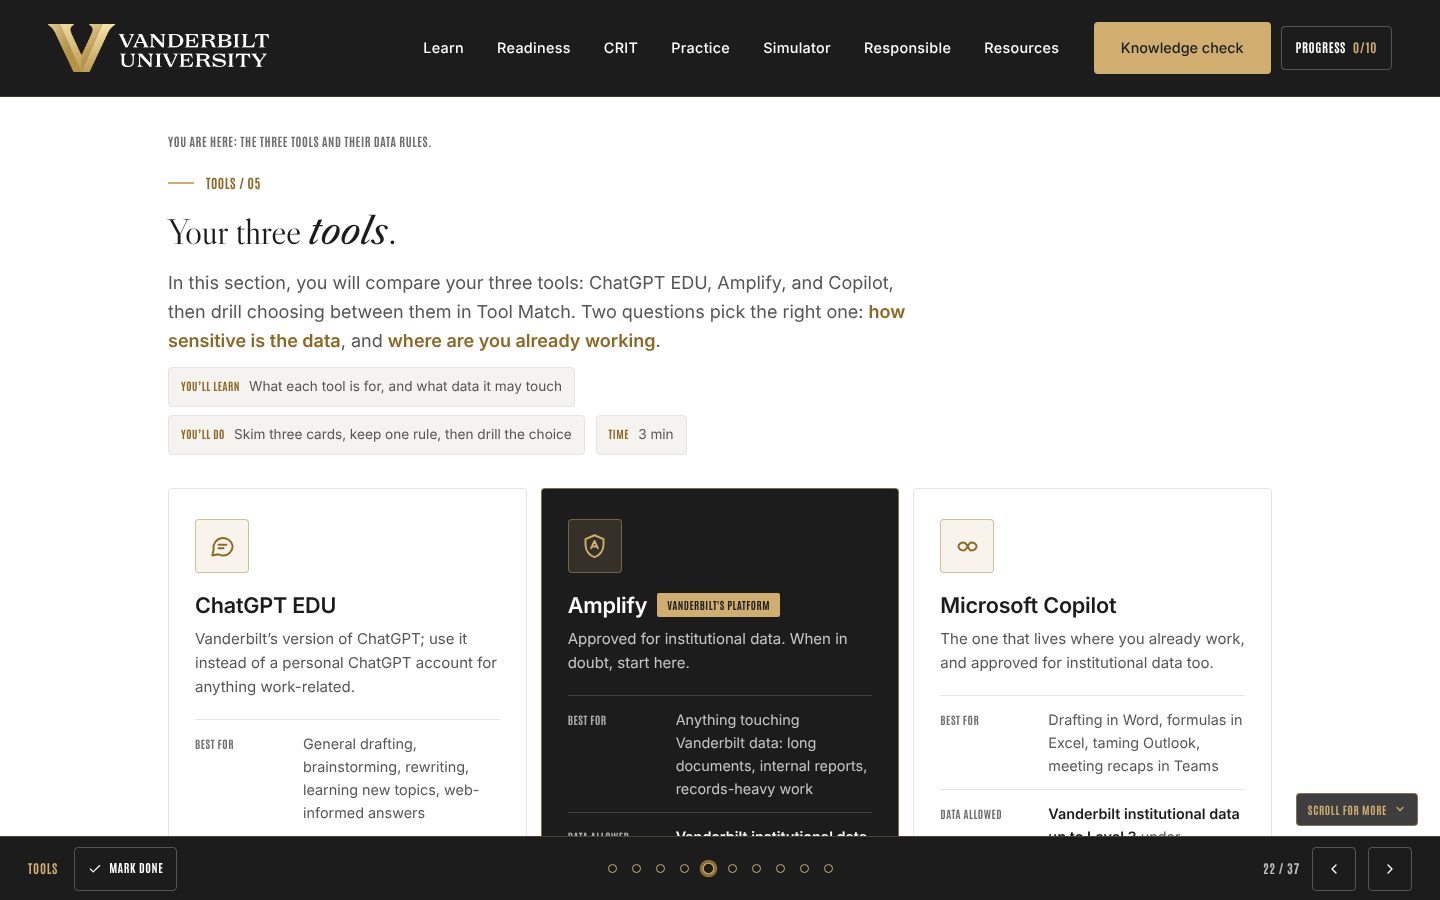 VANDERBILT
UNIVERSITY
Learn
Readiness
CRIT
Practice
Simulator
Responsible
Resources
Knowledge check
PROGRESS 0/10
YOU ARE HERE: THE THREE TOOLS AND THEIR DATA RULES.
TOOLS / 05
Your three tools.
In this section, you will compare your three tools: ChatGPT EDU, Amplify, and Copilot,
then drill choosing between them in Tool Match. Two questions pick the right one: how
sensitive is the data, and where are you already working.
YOU'LL LEARN What each tool is for, and what data it may touch
YOU'LL DO Skim three cards, keep one rule, then drill the choice
TIME 3 min
ChatGPT EDU
Vanderbilt's version of ChatGPT; use it
instead of a personal ChatGPT account for
anything work-related.
BEST FOR
General drafting,
brainstorming, rewriting,
learning new topics, web-
informed answers
Amplify
VANDERBILT'S PLATFORM
Approved for institutional data. When in
doubt, start here.
BEST FOR
Anything touching
Vanderbilt data: long
documents, internal reports,
records-heavy work
DATA ALLOWED
Vanderbilt institutional data
Microsoft Copilot
The one that lives where you already work,
and approved for institutional data too.
BEST FOR
Drafting in Word, formulas in
Excel, taming Outlook,
meeting recaps in Teams
DATA ALLOWED
Vanderbilt institutional data
up to Level 3 under
SCROLL FOR MORE
TOOLS
MARK DONE
22 / 37